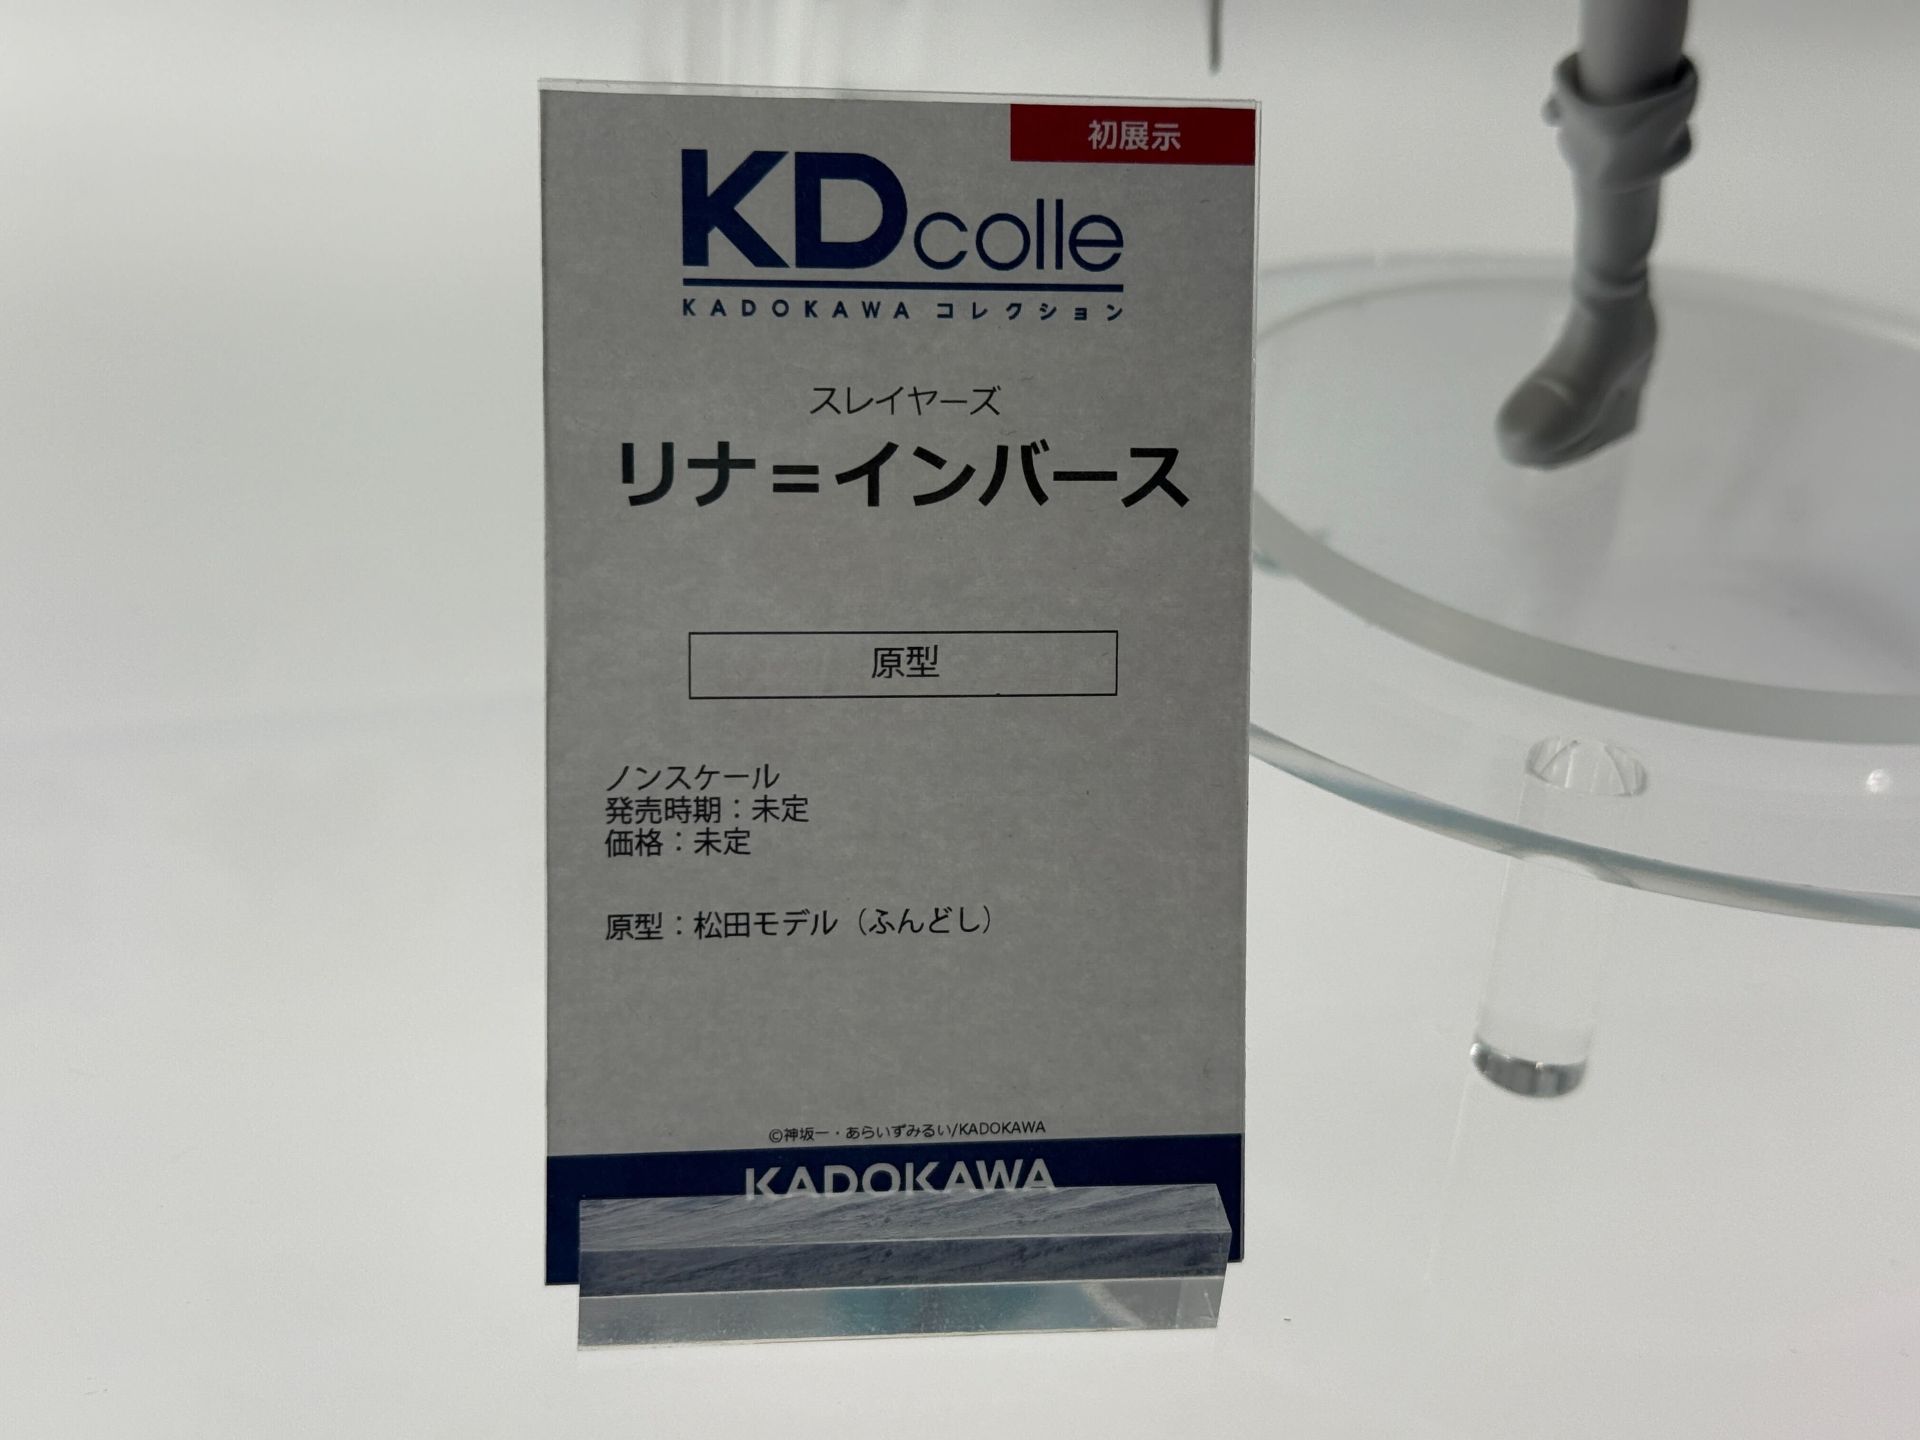 初展示
KDcolle
KADOKAWA コレクション
スレイヤーズ
リナ=インバース
原型
ノンスケール
発売時期：未定
価格：未定
原型：松田モデル（ふんどし）
©神坂一・あらいずみるい/KADOKAWA
KADOKAWA